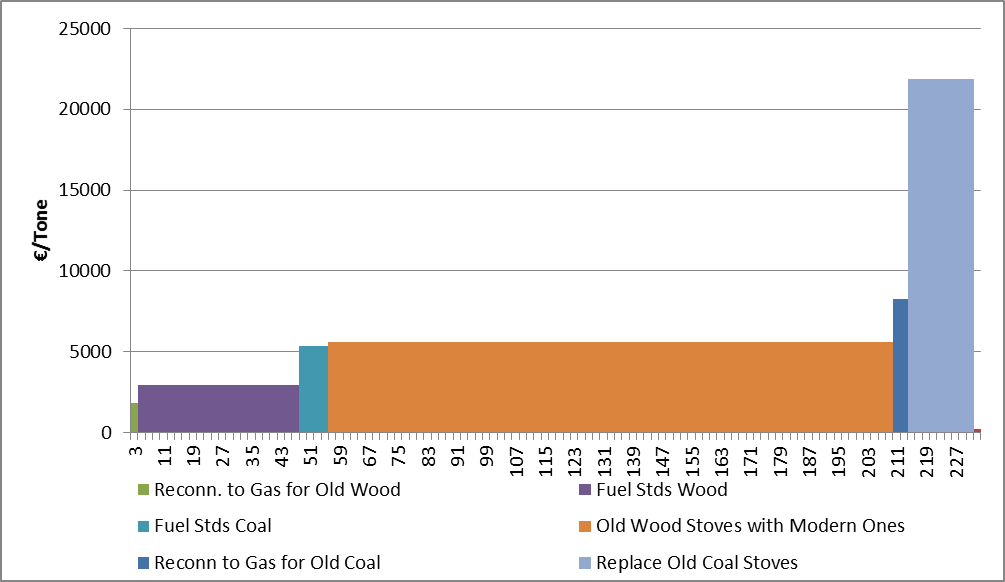 25000
20000
15000
10000
5000
0
€/Tone
3 11 19 27 35 43 51 59 67 75 83 91 99 107 115 123 131 139 147 155 163 171 179 187 195 203 211 219 227
Reconn. to Gas for Old Wood
Fuel Stds Wood
Fuel Stds Coal
Old Wood Stoves with Modern Ones
Reconn to Gas for Old Coal
Replace Old Coal Stoves